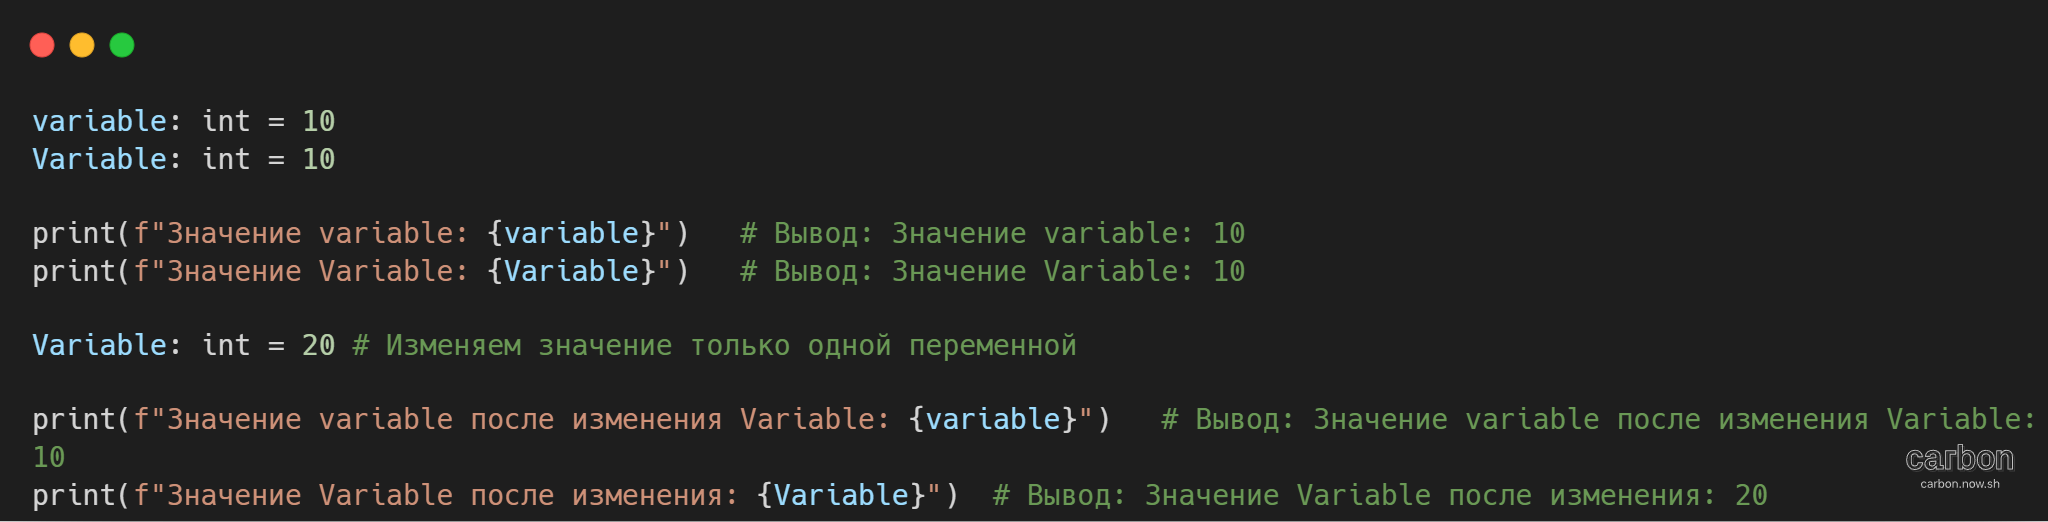 variable: int = 10
Variable: int = 10
print(f"Значение variable: {variable}")   # Вывод: Значение variable: 10
print(f"Значение Variable: {Variable}")   # Вывод: Значение Variable: 10
Variable: int = 20 # Изменяем значение только одной переменной
print(f"Значение variable после изменения Variable: {variable}")   # Вывод: Значение variable после изменения Variable:
10
print(f"Значение Variable после изменения: {Variable}")  # Вывод: Значение Variable после изменения: 20
carbon
carbon.now.sh